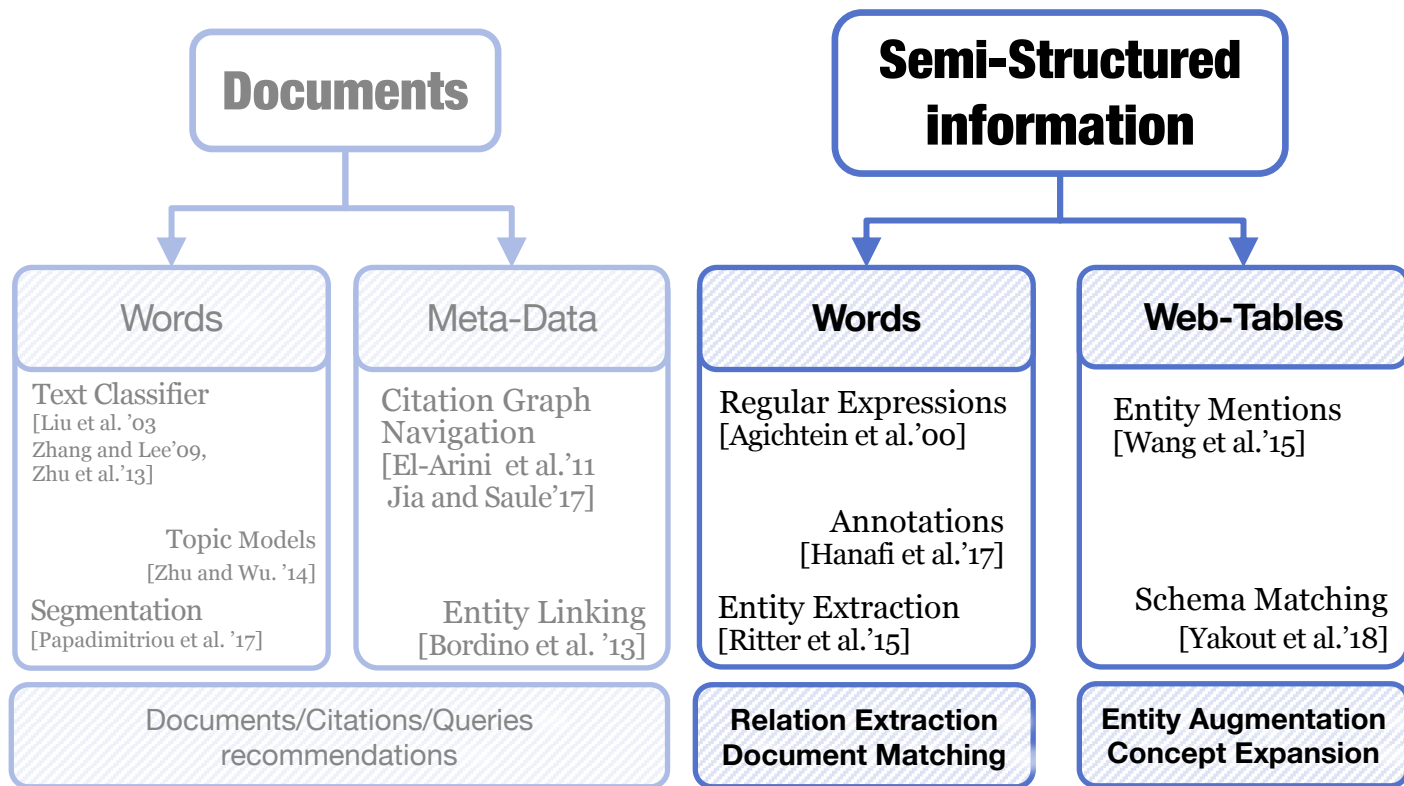 Documents
Semi-Structured
information
Words
Text Classifier
[Liu et al. ’03
Zhang and Lee’09,
Zhu et al.’13]
Topic Models
[Zhu and Wu. ’14]
Segmentation
[Papadimitriou et al. ’17]
Meta-Data
Citation Graph
Navigation
[El-Arini et al.’11
Jia and Saule’17]
Entity Linking
[Bordino et al. ’13]
Documents/Citations/Queries
recommendations
Words
Regular Expressions
[Agichtein et al.’00]
Annotations
[Hanafi et al.’17]
Entity Extraction
[Ritter et al.’15]
Relation Extraction
Document Matching
Web-Tables
Entity Mentions
[Wang et al.’15]
Schema Matching
[Yakout et al.’18]
Entity Augmentation
Concept Expansion